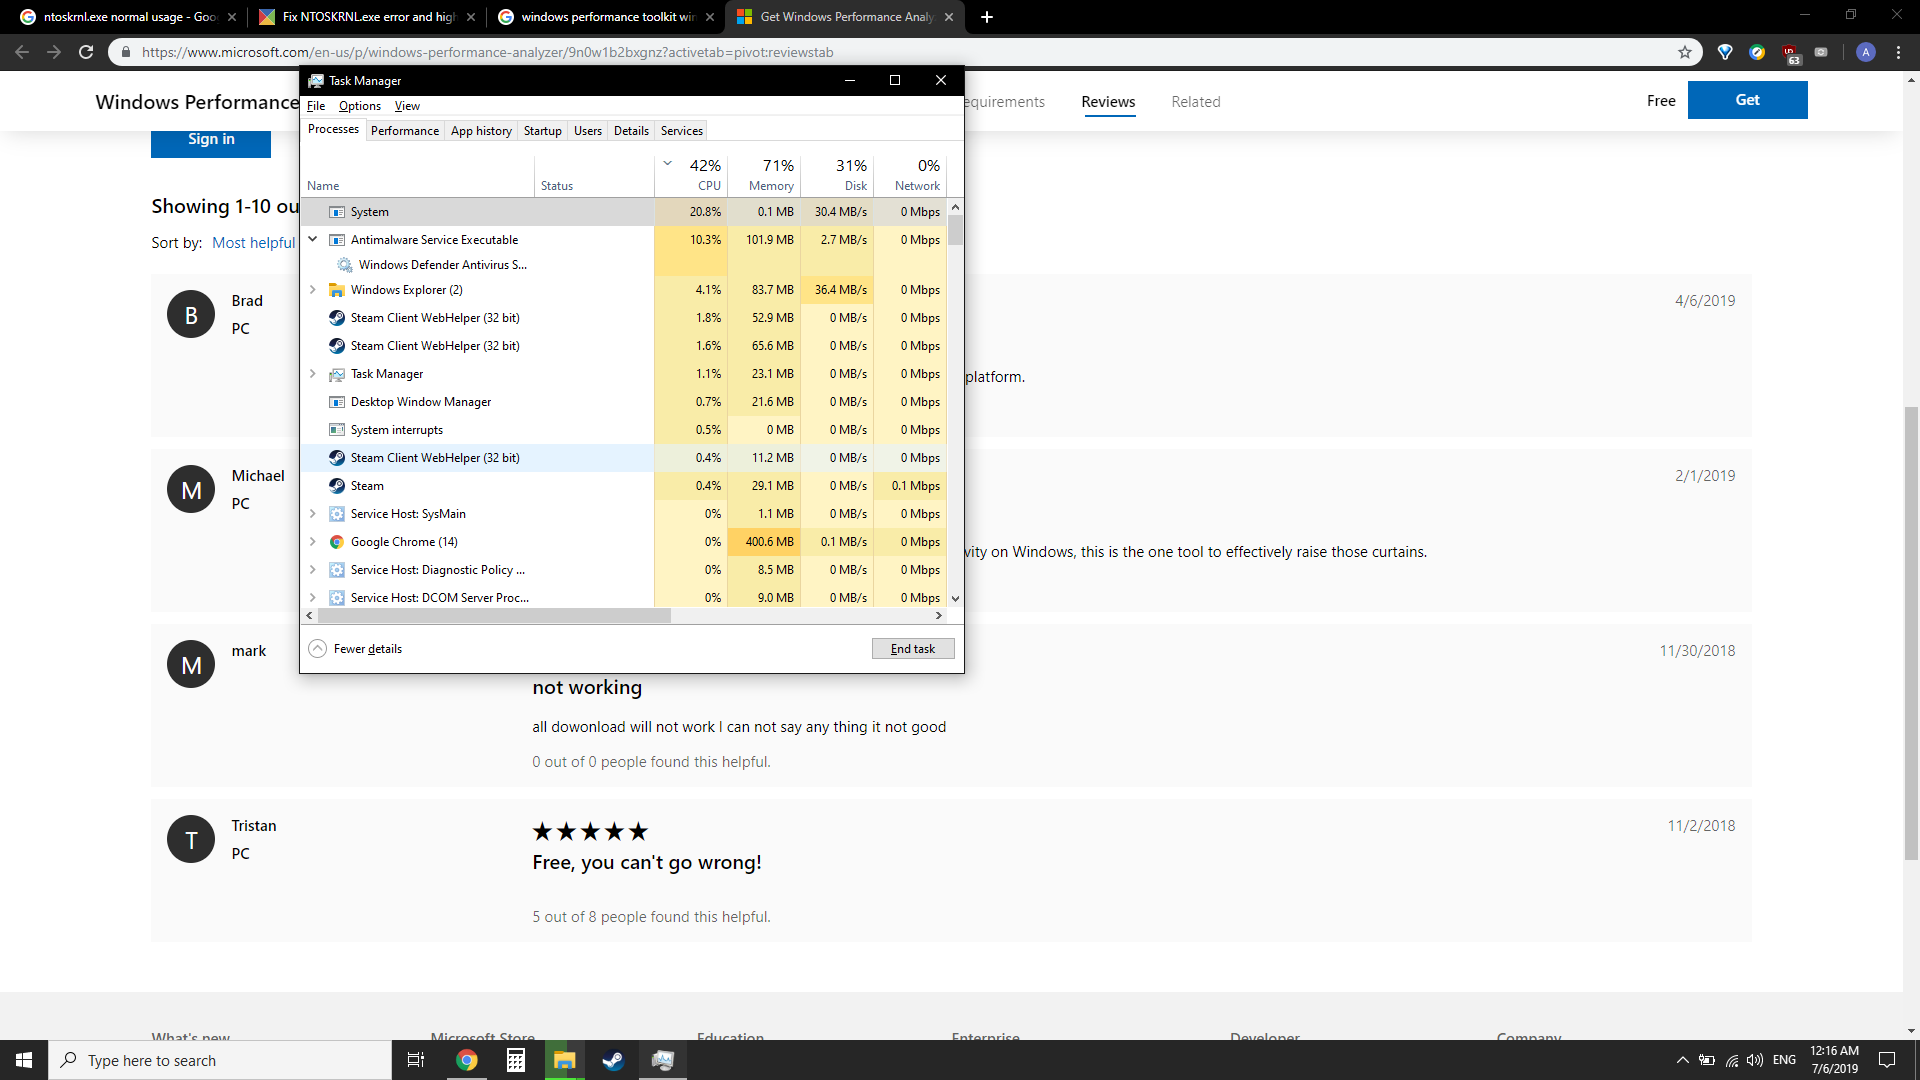 ntoskrnl.exe normal usage - Goo
Fix NTOSKRNL.exe error and high
windows performance toolkit win
Get Windows Performance Analy
https://www.microsoft.com/en-us/p/windows-performance-analyzer/9n0w1b2bxgnz?activetab=pivot:reviewstab
63
A
Windows Performance
equirements
Reviews
Related
Free
Get
Sign in
Showing 1-10 ou
Sort by: Most helpful
Task Manager
File Options View
Processes Performance App history Startup Users Details Services
42% 71% 31% 0%
Name Status CPU Memory Disk Network
System 20.8% 0.1 MB 30.4 MB/s 0 Mbps
Antimalware Service Executable 10.3% 101.9 MB 2.7 MB/s 0 Mbps
Windows Defender Antivirus S...
Windows Explorer (2) 4.1% 83.7 MB 36.4 MB/s 0 Mbps
Steam Client WebHelper (32 bit) 1.8% 52.9 MB 0 MB/s 0 Mbps
Steam Client WebHelper (32 bit) 1.6% 65.6 MB 0 MB/s 0 Mbps
Task Manager 1.1% 23.1 MB 0 MB/s 0 Mbps
Desktop Window Manager 0.7% 21.6 MB 0 MB/s 0 Mbps
System interrupts 0.5% 0 MB 0 MB/s 0 Mbps
Steam Client WebHelper (32 bit) 0.4% 11.2 MB 0 MB/s 0 Mbps
Steam 0.4% 29.1 MB 0 MB/s 0.1 Mbps
Service Host: SysMain 0% 1.1 MB 0 MB/s 0 Mbps
Google Chrome (14) 0% 400.6 MB 0.1 MB/s 0 Mbps
Service Host: Diagnostic Policy ... 0% 8.5 MB 0 MB/s 0 Mbps
Service Host: DCOM Server Proc... 0% 9.0 MB 0 MB/s 0 Mbps
Fewer details
End task
B
Brad
PC
4/6/2019
platform.
M
Michael
PC
2/1/2019
vity on Windows, this is the one tool to effectively raise those curtains.
M
mark
11/30/2018
not working
all dowonload will not work I can not say any thing it not good
0 out of 0 people found this helpful.
T
Tristan
PC
11/2/2018
★★★★★
Free, you can't go wrong!
5 out of 8 people found this helpful.
What's new Microsoft Store Education Enterprise Developer Company
Type here to search
ENG
12:16 AM
7/6/2019